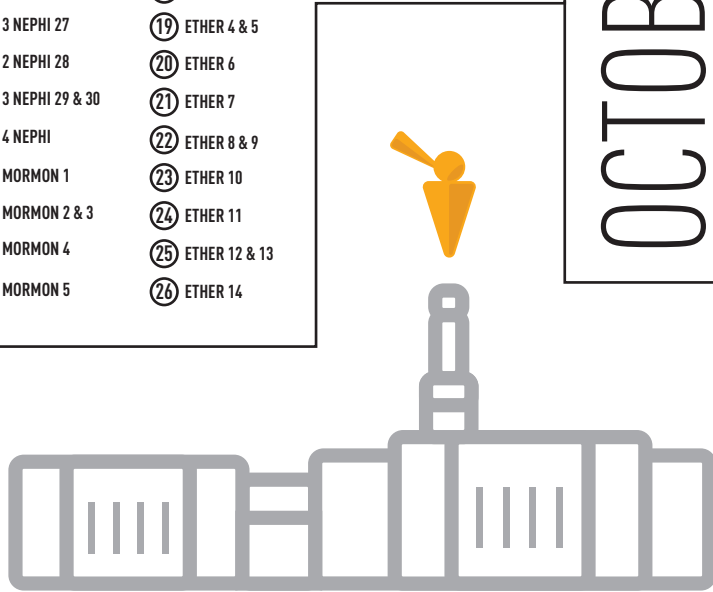 3 NEPHI 27
2 NEPHI 28
3 NEPHI 29 & 30
4 NEPHI
MORMON 1
MORMON 2 & 3
MORMON 4
MORMON 5
19 ETHER 4 & 5
20 ETHER 6
21 ETHER 7
22 ETHER 8 & 9
23 ETHER 10
24 ETHER 11
25 ETHER 12 & 13
26 ETHER 14
OCTOB